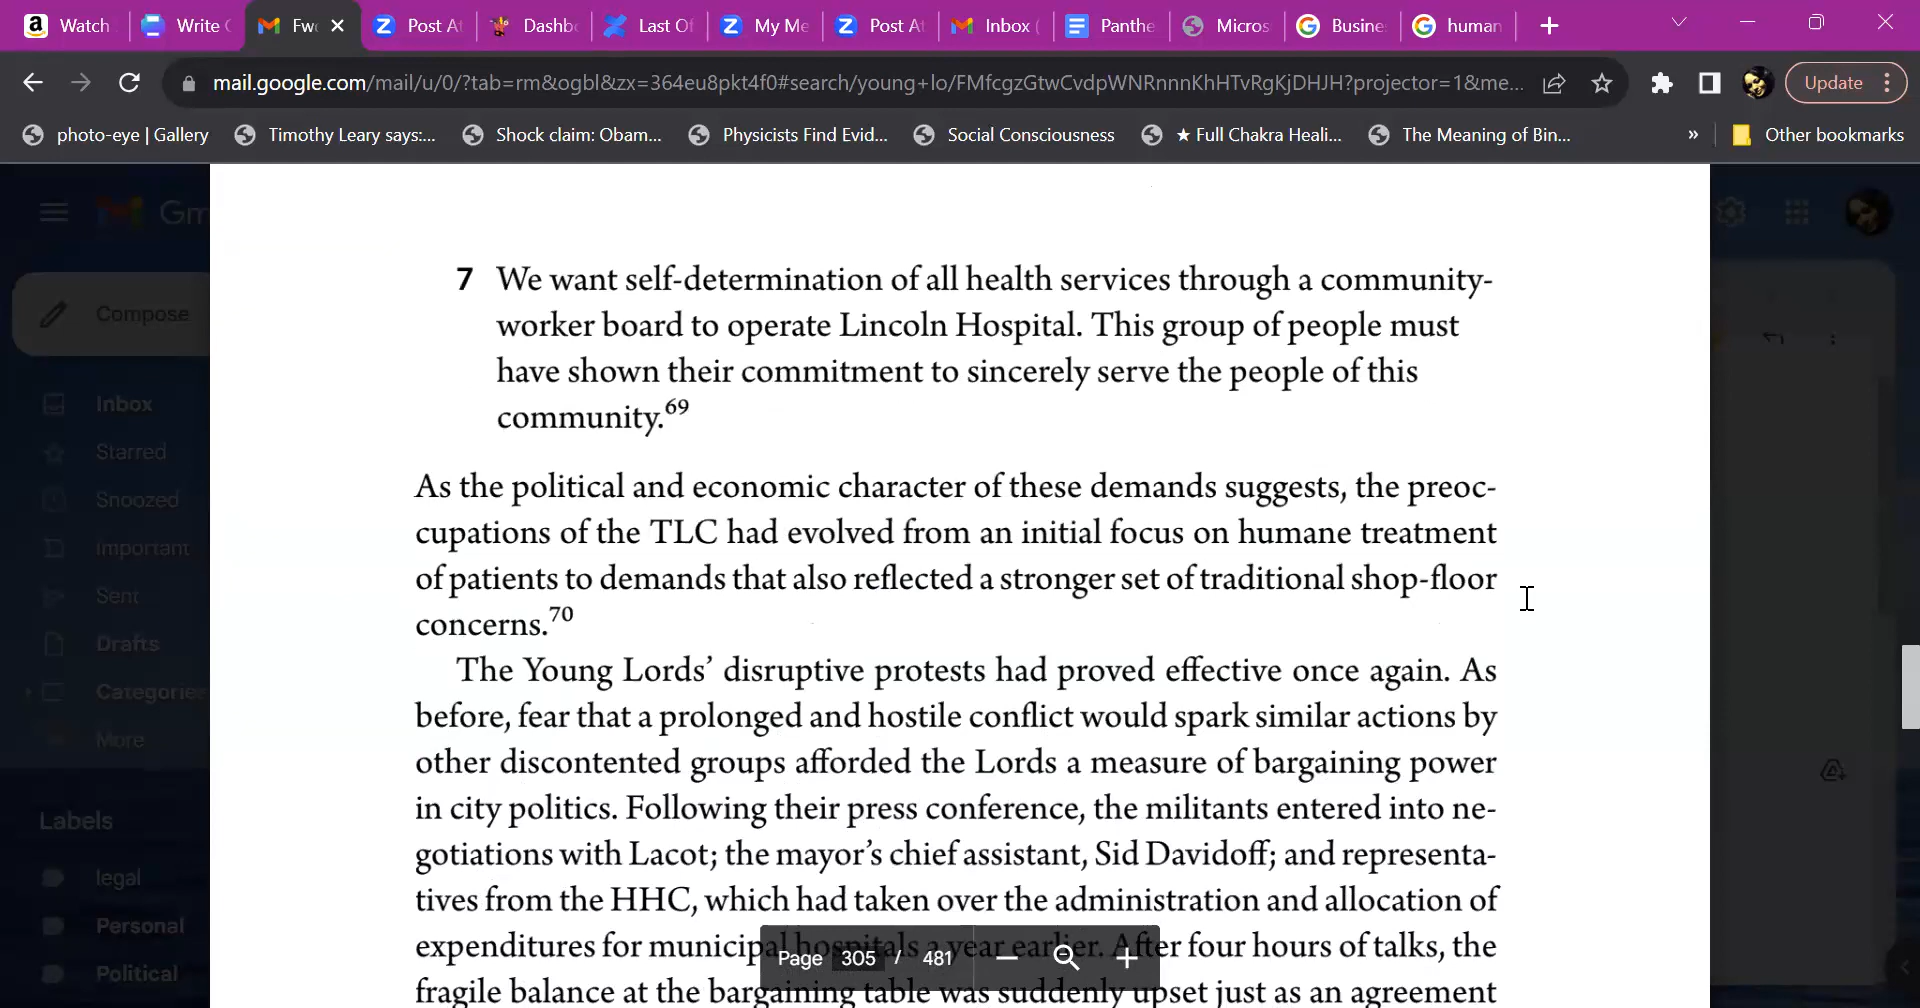 Watch Write Fw Post At Dashb Last Of My Me Post At Inbox ( Panthe Micros Busine human
mail.google.com/mail/u/0/?tab=rm&ogbl&zx=364eu8pkt4f0#search/young+lo/FMfcgzGtwCvdpWNRnnnKhHTvRgKjDHJH?projector=1&me... Update
photo-eye | Gallery Timothy Leary says:... Shock claim: Obam... Physicists Find Evid... Social Consciousness ★ Full Chakra Heali... The Meaning of Bin... » Other bookmarks
Gm
Compose
Inbox
Starred
Snoozed
Important
Sent
Drafts
Categories
More
Labels
legal
Personal
Political
7 We want self-determination of all health services through a community-
worker board to operate Lincoln Hospital. This group of people must
have shown their commitment to sincerely serve the people of this
community.69
As the political and economic character of these demands suggests, the preoc-
cupations of the TLC had evolved from an initial focus on humane treatment
of patients to demands that also reflected a stronger set of traditional shop-floor
concerns.70
The Young Lords’ disruptive protests had proved effective once again. As
before, fear that a prolonged and hostile conflict would spark similar actions by
other discontented groups afforded the Lords a measure of bargaining power
in city politics. Following their press conference, the militants entered into ne-
gotiations with Lacot; the mayor’s chief assistant, Sid Davidoff; and representa-
tives from the HHC, which had taken over the administration and allocation of
expenditures for municipal hospitals a year earlier. After four hours of talks, the
fragile balance at the bargaining table was suddenly upset just as an agreement
Page 305 / 481